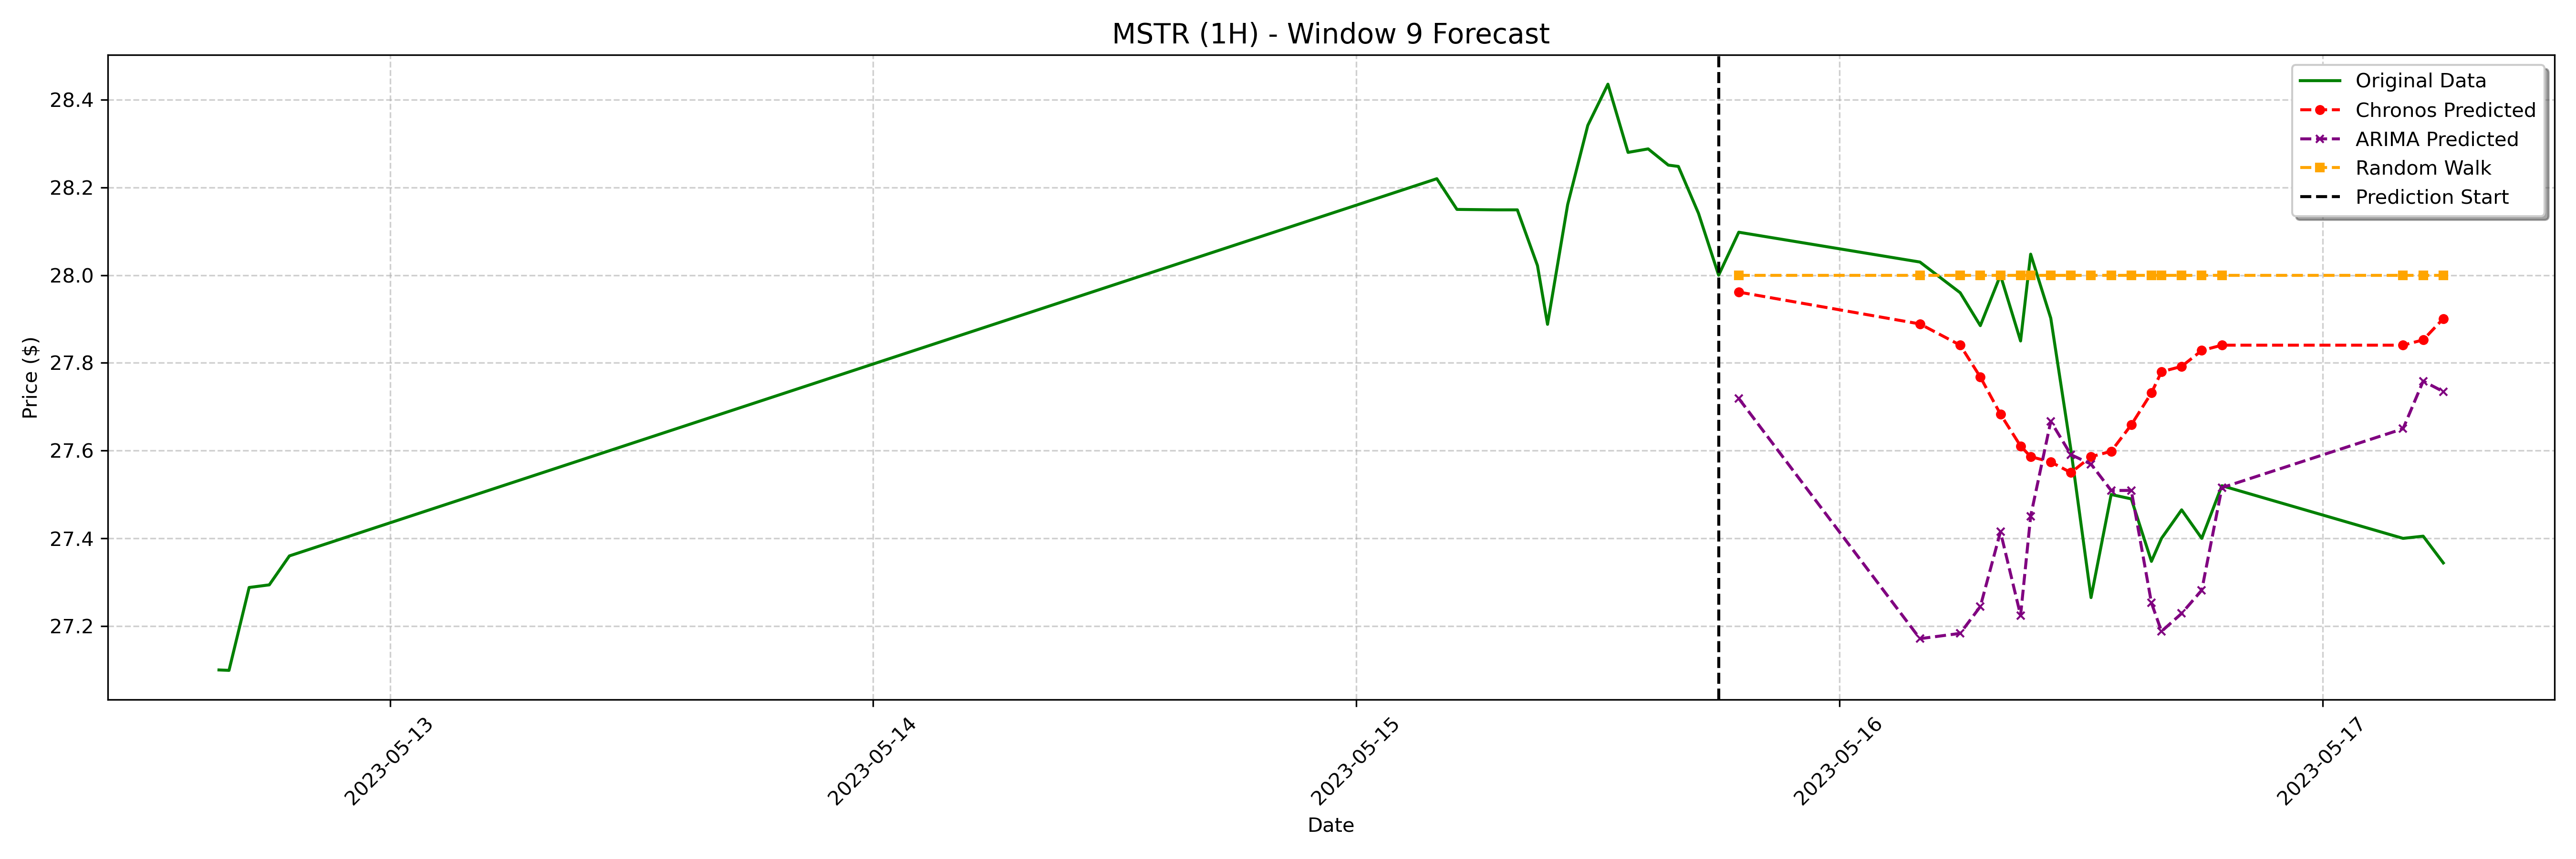 MSTR (1H) - Window 9 Forecast
Original Data
Chronos Predicted
ARIMA Predicted
Random Walk
Prediction Start
Price ($)
28.4
28.2
28.0
27.8
27.6
27.4
27.2
2023-05-13
2023-05-14
2023-05-15
2023-05-16
2023-05-17
Date